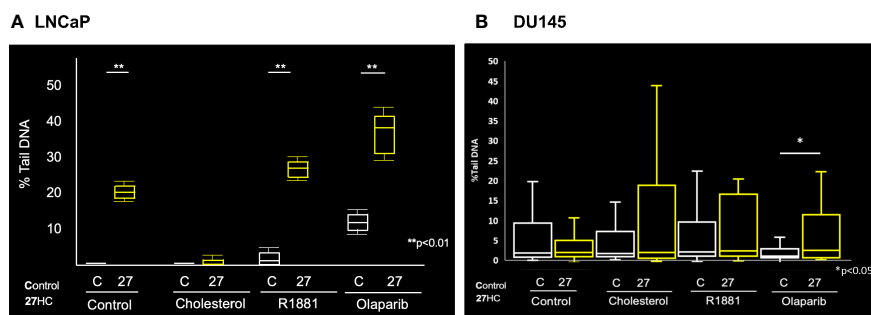 A LNCaP
% Tail DNA
50
40
30
20
10
**
**
**
**p<0.01
C 27 C 27 C 27 C 27
Control
27HC
Control Cholesterol R1881 Olaparib
B DU145
%Tail DNA
50
45
40
35
30
25
20
15
10
5
0
*
*p<0.05
C 27 C 27 C 27 C 27
Control
27HC
Control Cholesterol R1881 Olaparib